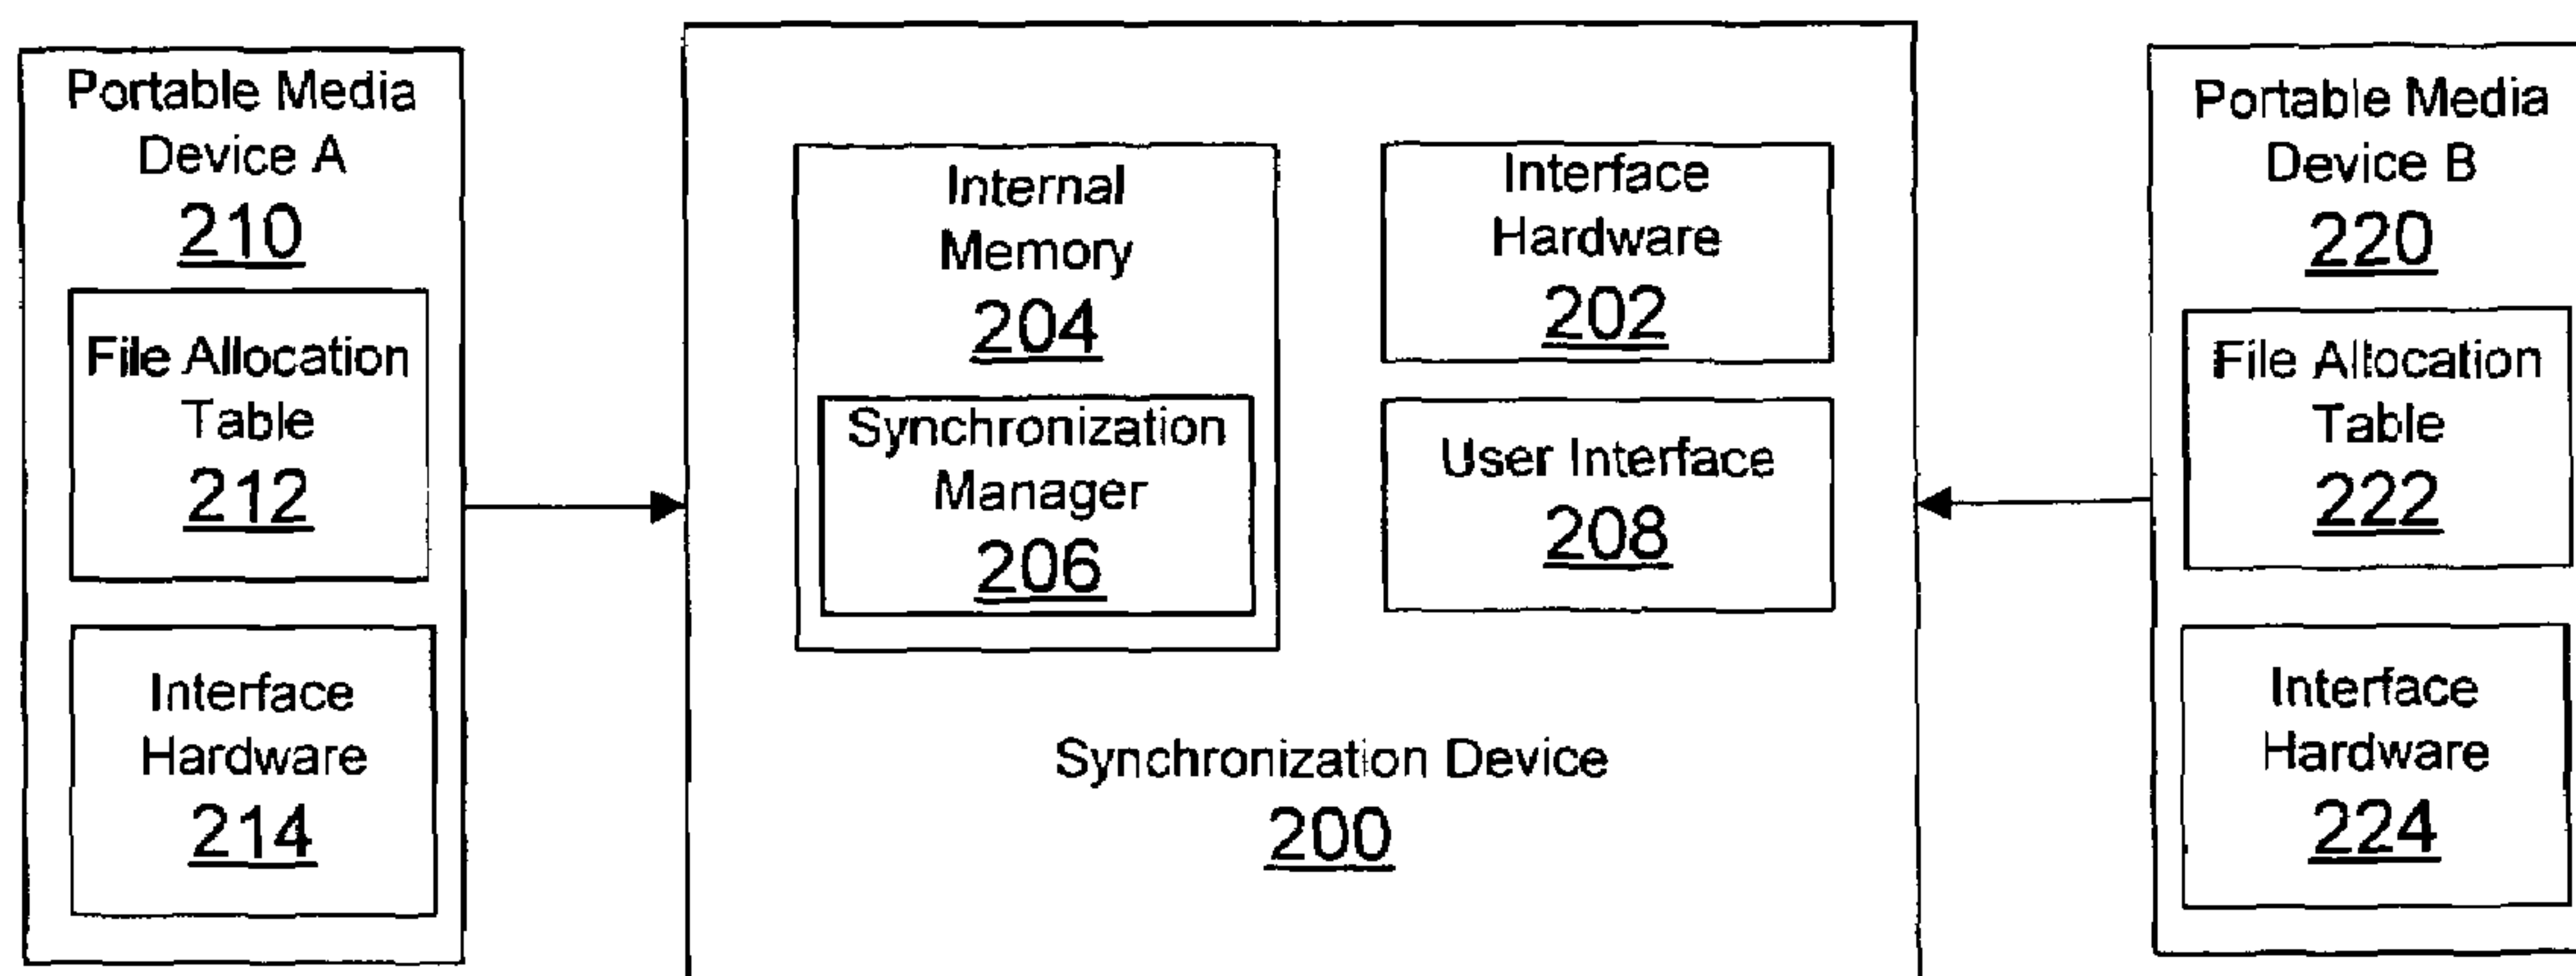 Portable Media
Device A
210
File Allocation
Table
212
Interface
Hardware
214
Internal
Memory
204
Synchronization
Manager
206
Interface
Hardware
202
User Interface
208
Synchronization Device
200
Portable Media
Device B
220
File Allocation
Table
222
Interface
Hardware
224